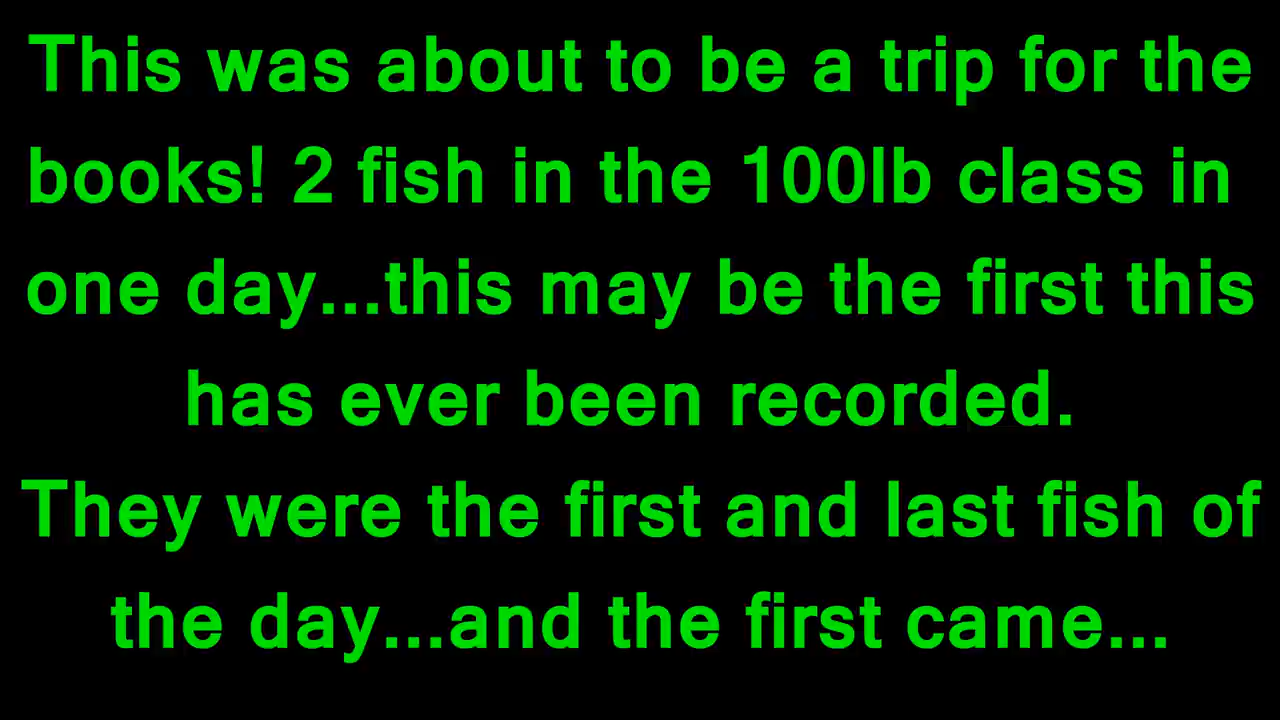 This was about to be a trip for the
books! 2 fish in the 100lb class in
one day...this may be the first this
has ever been recorded.
They were the first and last fish of
the day...and the first came...